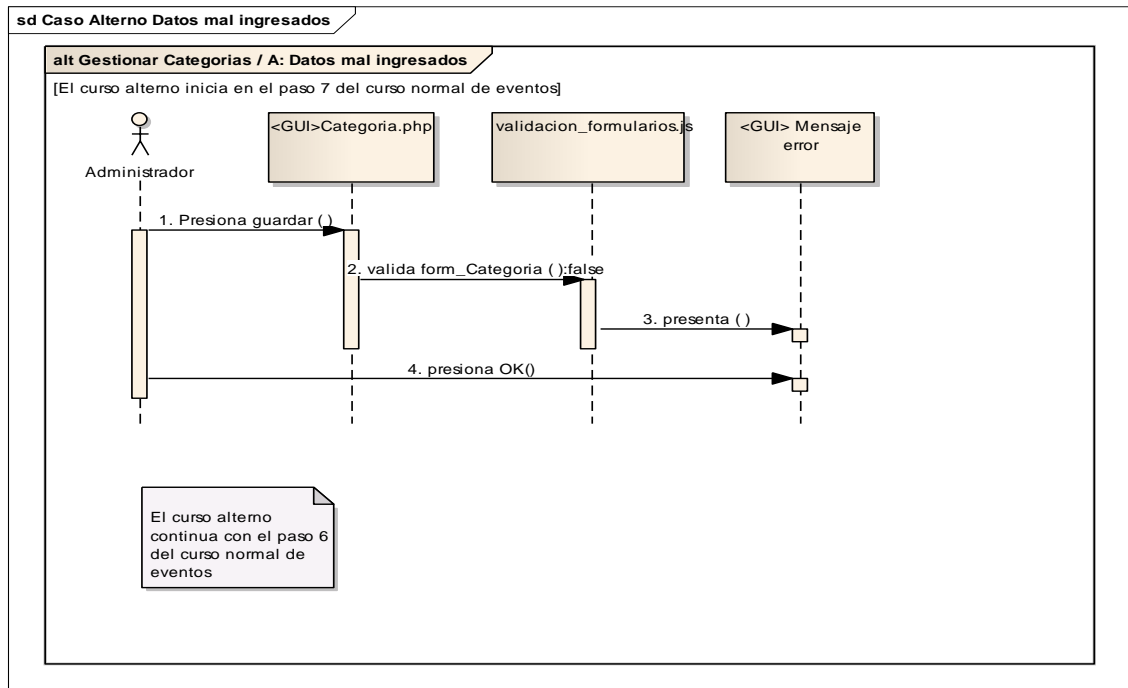 sd Caso Alterno Datos mal ingresados
alt Gestionar Categorias / A: Datos mal ingresados
[El curso alterno inicia en el paso 7 del curso normal de eventos]
Administrador
<GUI>Categoria.php
validacion_formularios.js
<GUI> Mensaje
error
1. Presiona guardar ( )
2. valida form_Categoria ( ):false
3. presenta ( )
4. presiona OK()
El curso alterno
continua con el paso 6
del curso normal de
eventos